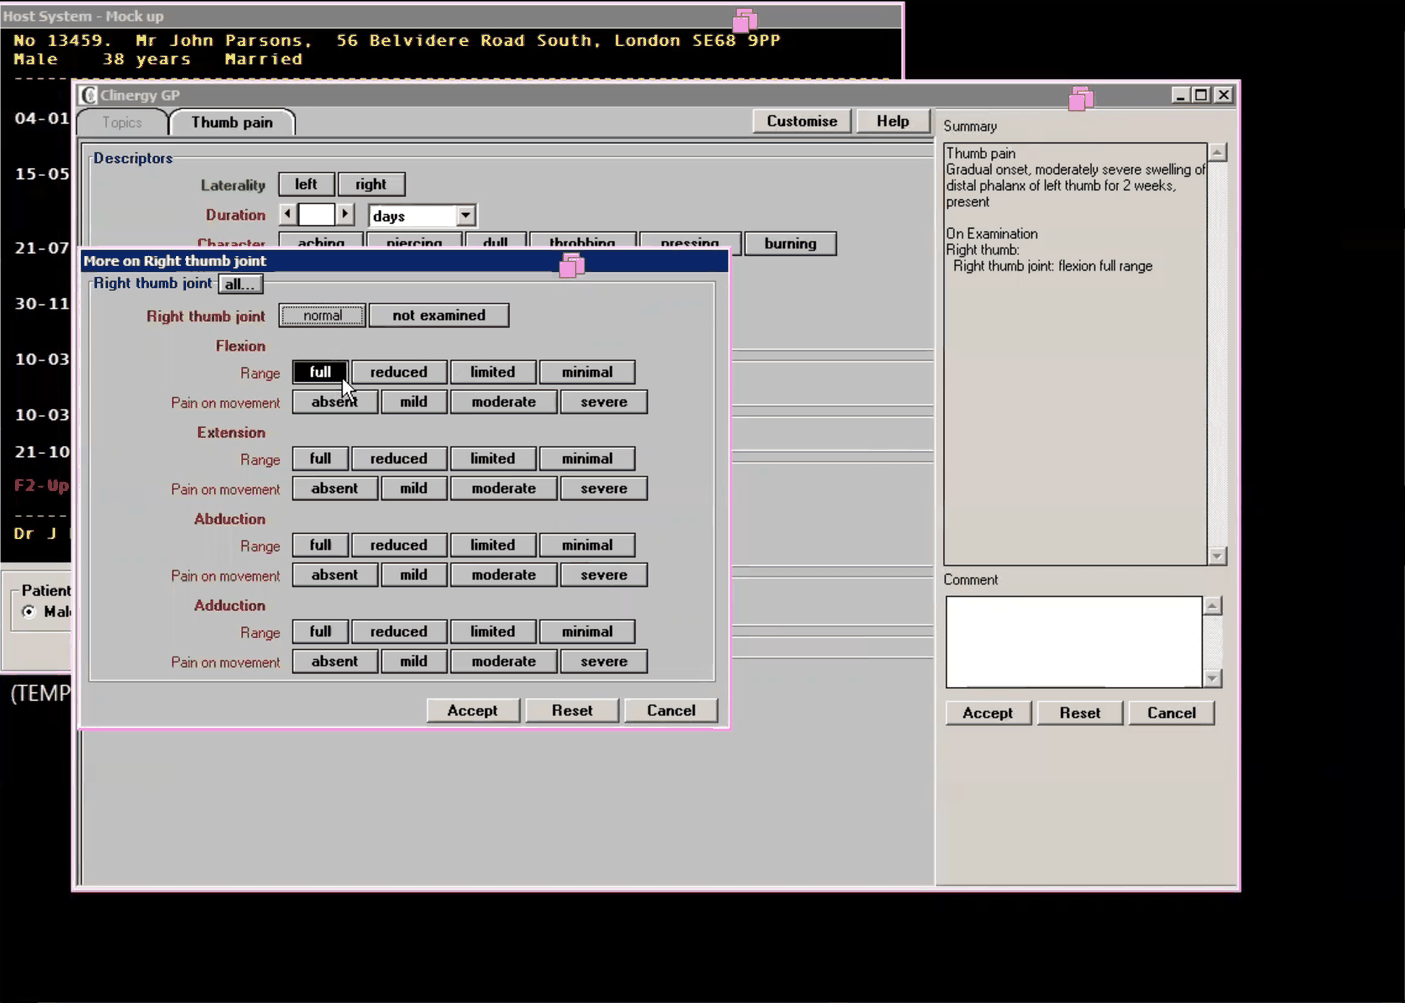 Host System - Mock up
No 13459. Mr John Parsons, 56 Belvidere Road South, London SE68 9PP
Male 38 years Married
Clinergy GP
04-01
Topics Thumb pain Customise Help
Summary
Descriptors
Thumb pain
Gradual onset, moderately severe swelling of
distal phalanx of left thumb for 2 weeks,
present
On Examination
Right thumb:
Right thumb joint: flexion full range
15-05
Laterality left right
Duration days
21-07
Character aching piercing dull throbbing pressing burning
More on Right thumb joint
Right thumb joint all...
30-11
Right thumb joint normal not examined
Flexion
10-03
Range full reduced limited minimal
Pain on movement absent mild moderate severe
10-03
Extension
21-10
Range full reduced limited minimal
F2-Up
Pain on movement absent mild moderate severe
Abduction
Dr J
Range full reduced limited minimal
Pain on movement absent mild moderate severe
Patient
Male
Adduction
Range full reduced limited minimal
Pain on movement absent mild moderate severe
(TEMP
Accept Reset Cancel
Comment
Accept Reset Cancel